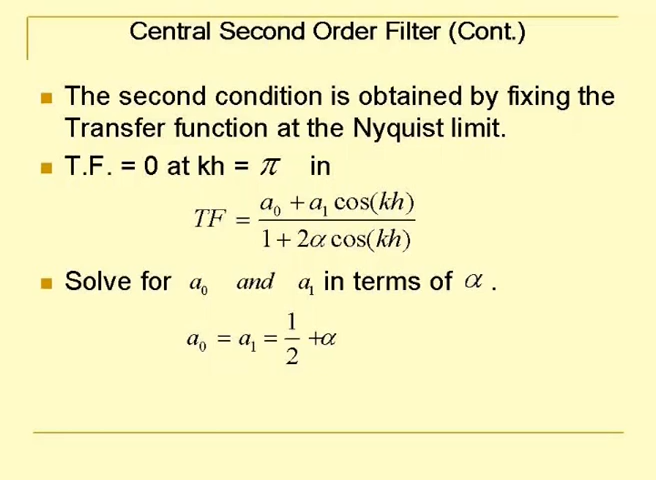 Central Second Order Filter (Cont.)
The second condition is obtained by fixing the
Transfer function at the Nyquist limit.
T.F. = 0 at kh = π in
TF = (a₀ + a₁ cos(kh)) / (1 + 2α cos(kh))
Solve for a₀ and a₁ in terms of α .
a₀ = a₁ = 1/2 + α